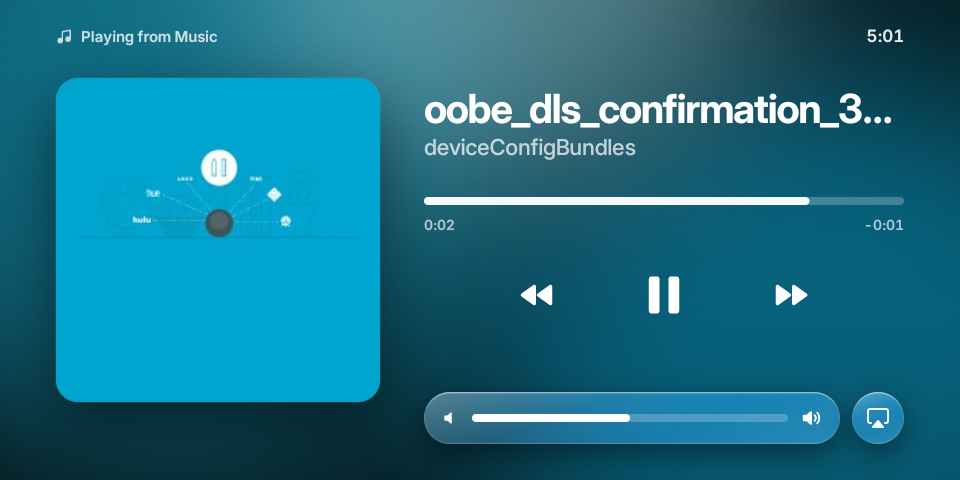 Playing from Music
5:01
hue
hulu
oobe_dls_confirmation_3...
deviceConfigBundles
0:02
-0:01